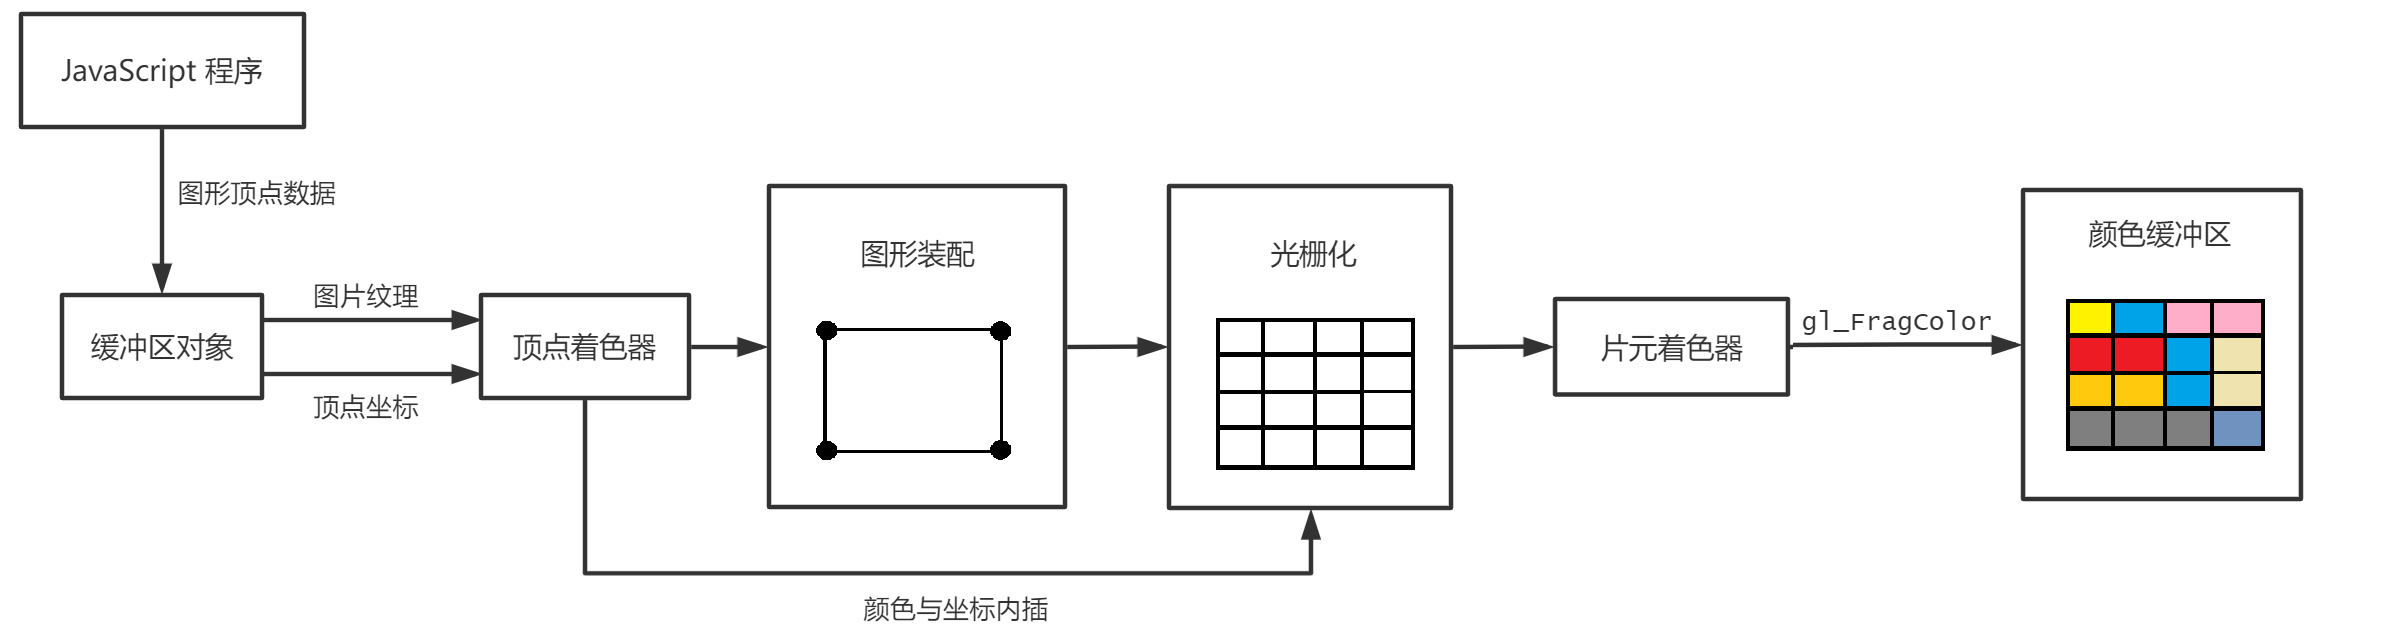 JavaScript 程序
图形顶点数据
缓冲区对象
图片纹理
顶点坐标
顶点着色器
图形装配
光栅化
颜色与坐标内插
片元着色器
gl_FragColor
颜色缓冲区